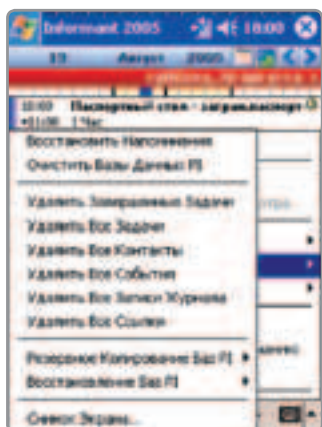 Informant 2005 18:00
19 Август 2005
10:00 Паспортный стол - загранпаспорт
1 Час
Восстановить Напоминания
Очистить Базы Данных PI
Удалить Завершенные Задачи
Удалить Все Задачи
Удалить Все Контакты
Удалить Все События
Удалить Все Записи Журнала
Удалить Все Ссылки
Резервное Копирование Баз PI
Восстановление Баз PI
Снимок Экрана...